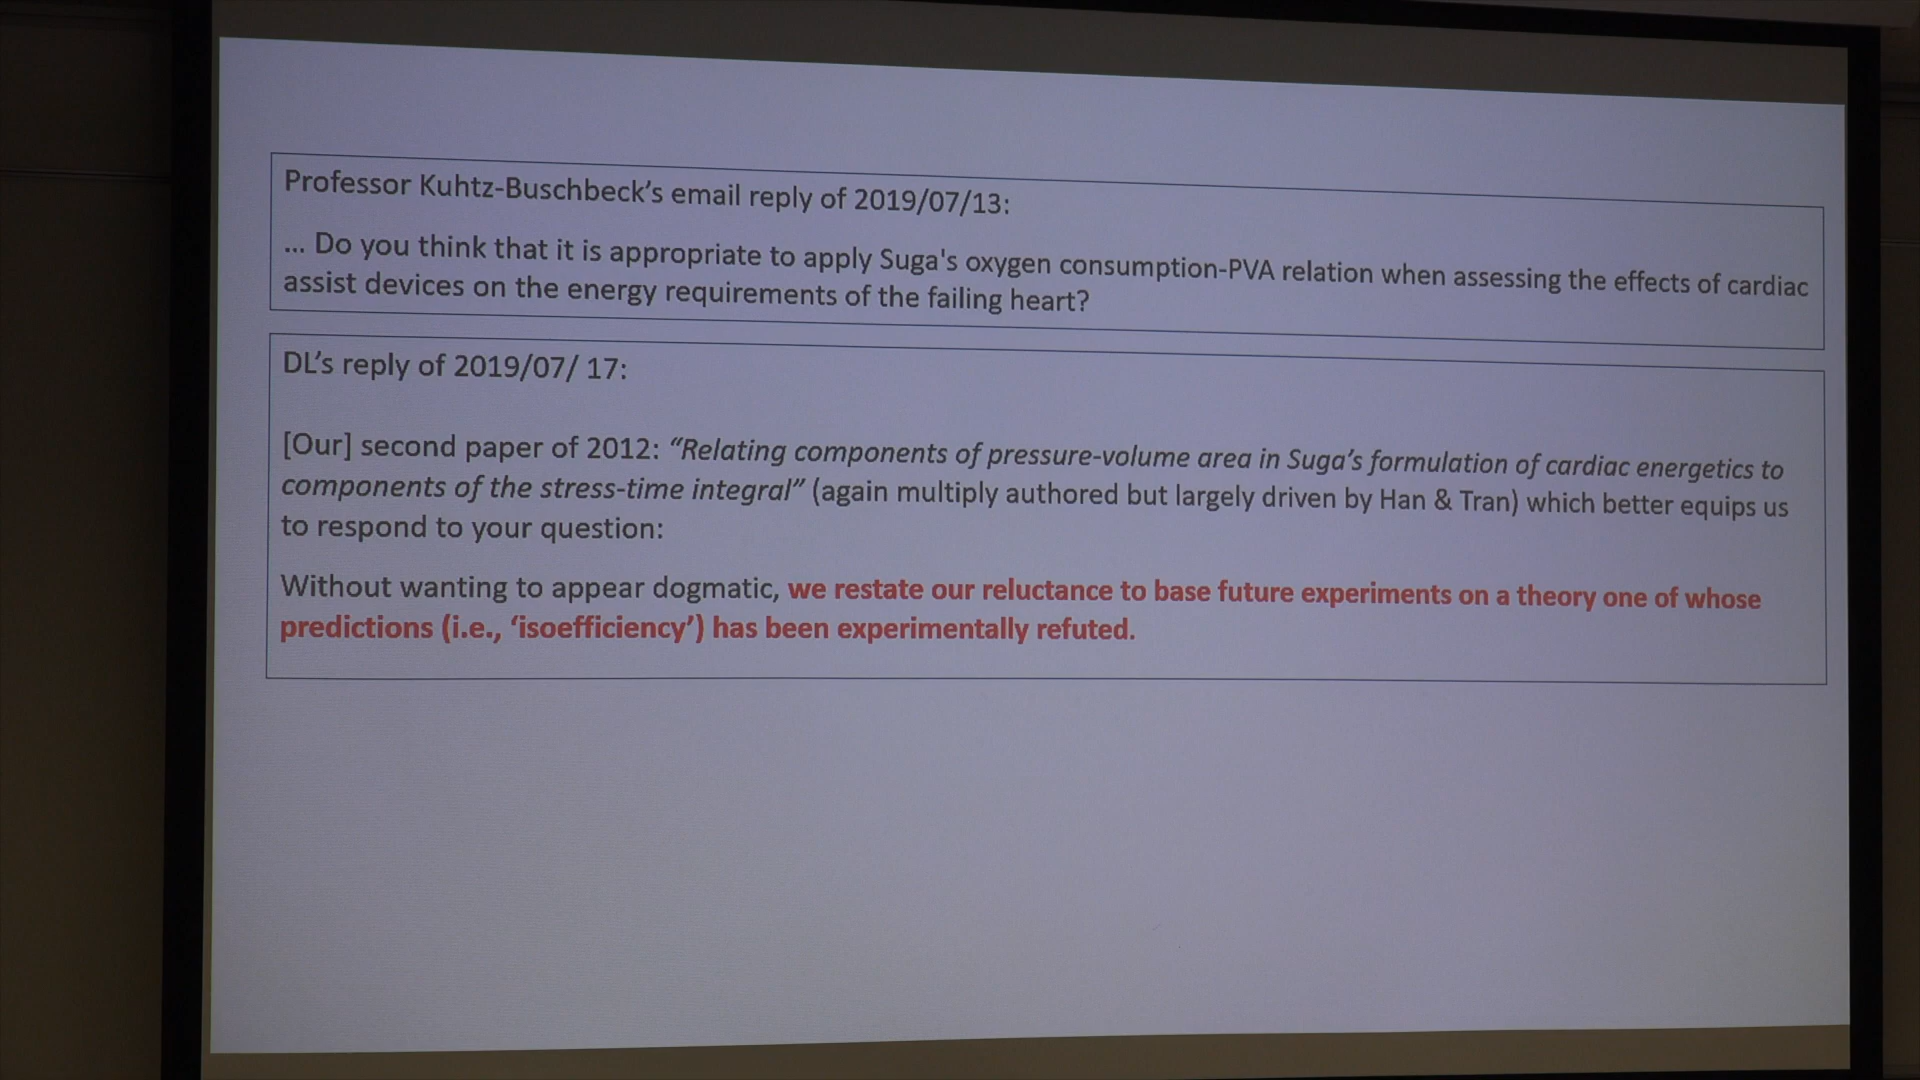 Professor Kuhtz-Buschbeck’s email reply of 2019/07/13:
... Do you think that it is appropriate to apply Suga's oxygen consumption-PVA relation when assessing the effects of cardiac
assist devices on the energy requirements of the failing heart?
DL’s reply of 2019/07/ 17:
[Our] second paper of 2012: “Relating components of pressure-volume area in Suga’s formulation of cardiac energetics to
components of the stress-time integral” (again multiply authored but largely driven by Han & Tran) which better equips us
to respond to your question:
Without wanting to appear dogmatic, we restate our reluctance to base future experiments on a theory one of whose
predictions (i.e., ‘isoefficiency’) has been experimentally refuted.